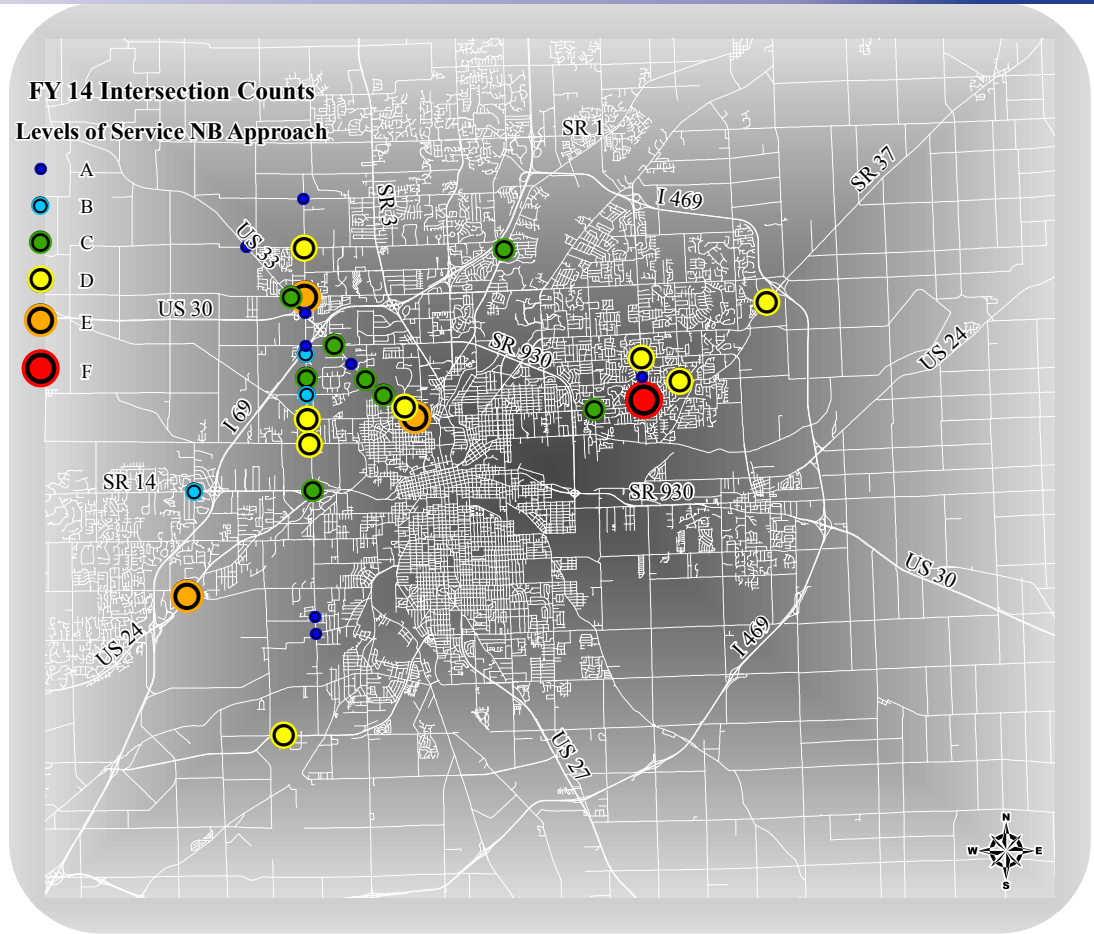 FY 14 Intersection Counts
Levels of Service NB Approach
A
B
C
D
E
F
SR 1
SR 37
I 469
SR 3
US 33
US 30
SR 930
US 24
I 69
SR 14
SR 930
US 30
US 24
I 469
US 27
N
W
E
S